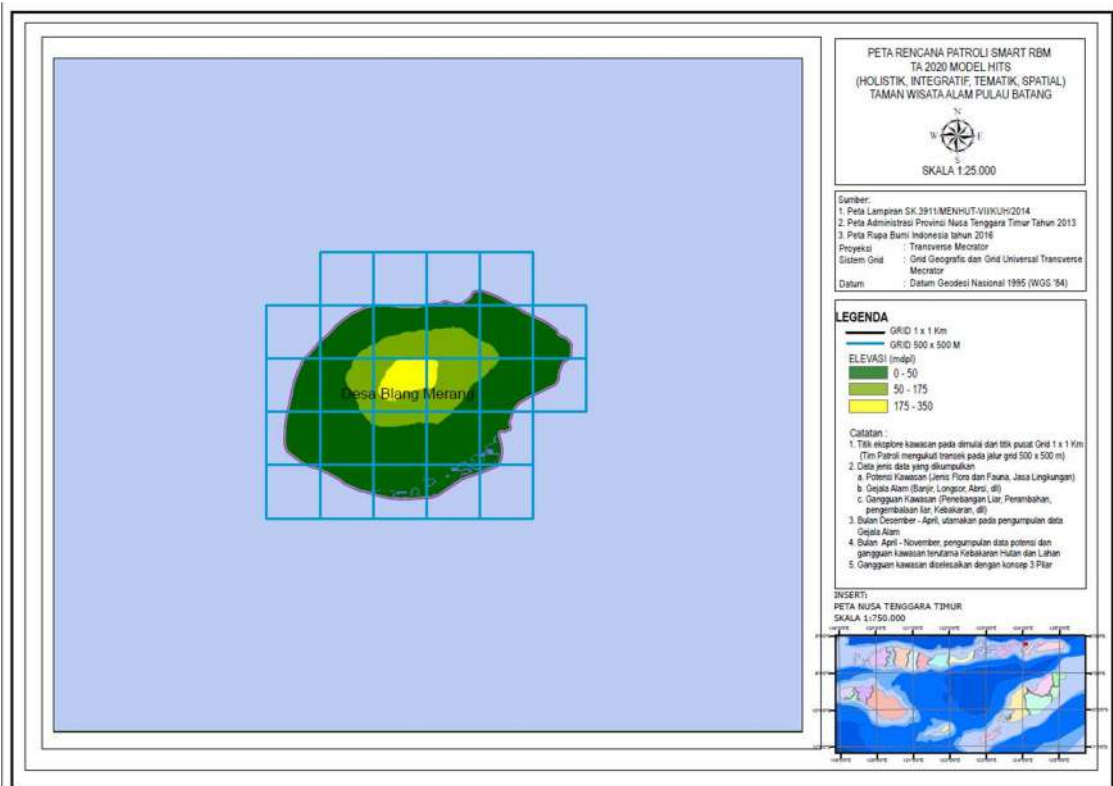 PETA RENCANA PATROLI SMART RBM
TA 2020 MODEL HITS
(HOLISTIK, INTEGRATIF, TEMATIK, SPATIAL)
TAMAN WISATA ALAM PULAU BATANG
N
W E
S
SKALA 1:25.000
Sumber:
1. Peta Lampiran SK.3911/MENHUT-VII/KUH/2014
2. Peta Administrasi Provinsi Nusa Tenggara Timur Tahun 2013
3. Peta Rupa Bumi Indonesia tahun 2016
Proyeksi : Transverse Mecrator
Sistem Grid : Grid Geografis dan Grid Universal Transverse
Mecrator
Datum : Datum Geodesi Nasional 1995 (WGS '84)
LEGENDA
GRID 1 x 1 Km
GRID 500 x 500 M
ELEVASI (mdpl)
0 - 50
50 - 175
175 - 350
Desa Blang Merang
Catatan :
1. Titik eksplore kawasan pada dimulai dari titik pusat Grid 1 x 1 Km
(Tim Patroli mengukuti transek pada jalur grid 500 x 500 m)
2. Data jenis data yang dikumpulkan
a. Potensi Kawasan (Jenis Flora dan Fauna, Jasa Lingkungan)
b. Gejala Alam (Banjir, Longsor, Abrsi, dll)
c. Gangguan Kawasan (Penebangan Liar, Perambahan,
pengembalaan liar, Kebakaran, dll)
3. Bulan Desember - April, utamakan pada pengumpulan data
Gejala Alam
4. Bulan April - November, pengumpulan data potensi dan
gangguan kawasan terutama Kebakaran Hutan dan Lahan
5. Gangguan kawasan diselesaikan dengan konsep 3 Pilar
INSERT:
PETA NUSA TENGGARA TIMUR
SKALA 1:750.000